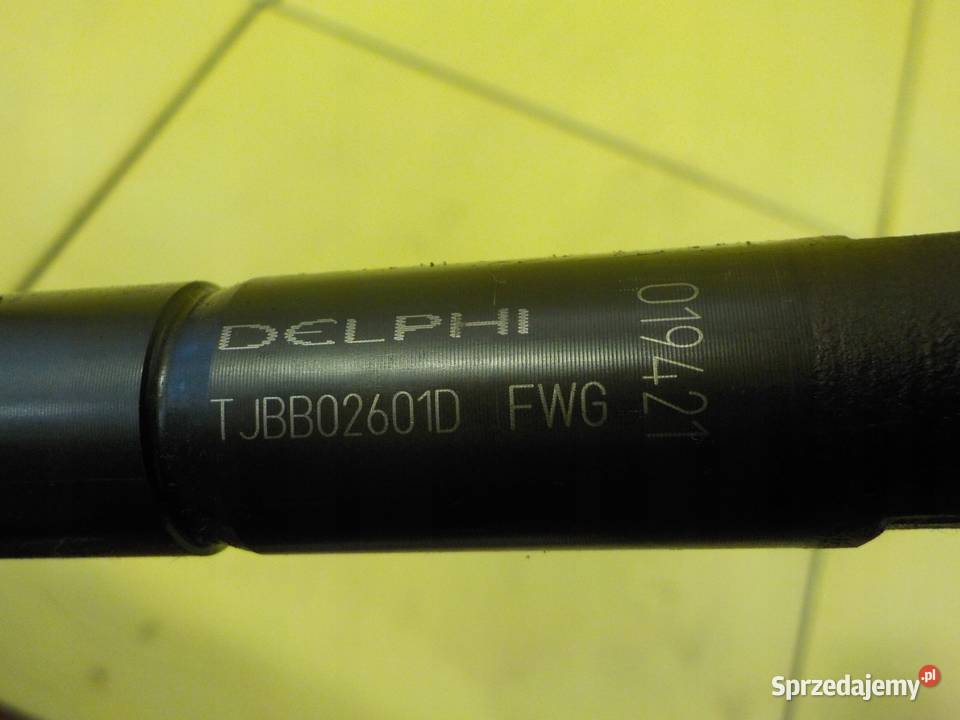 DELPHI
TJBB02601D FWG
019421
Sprzedajemy.pl